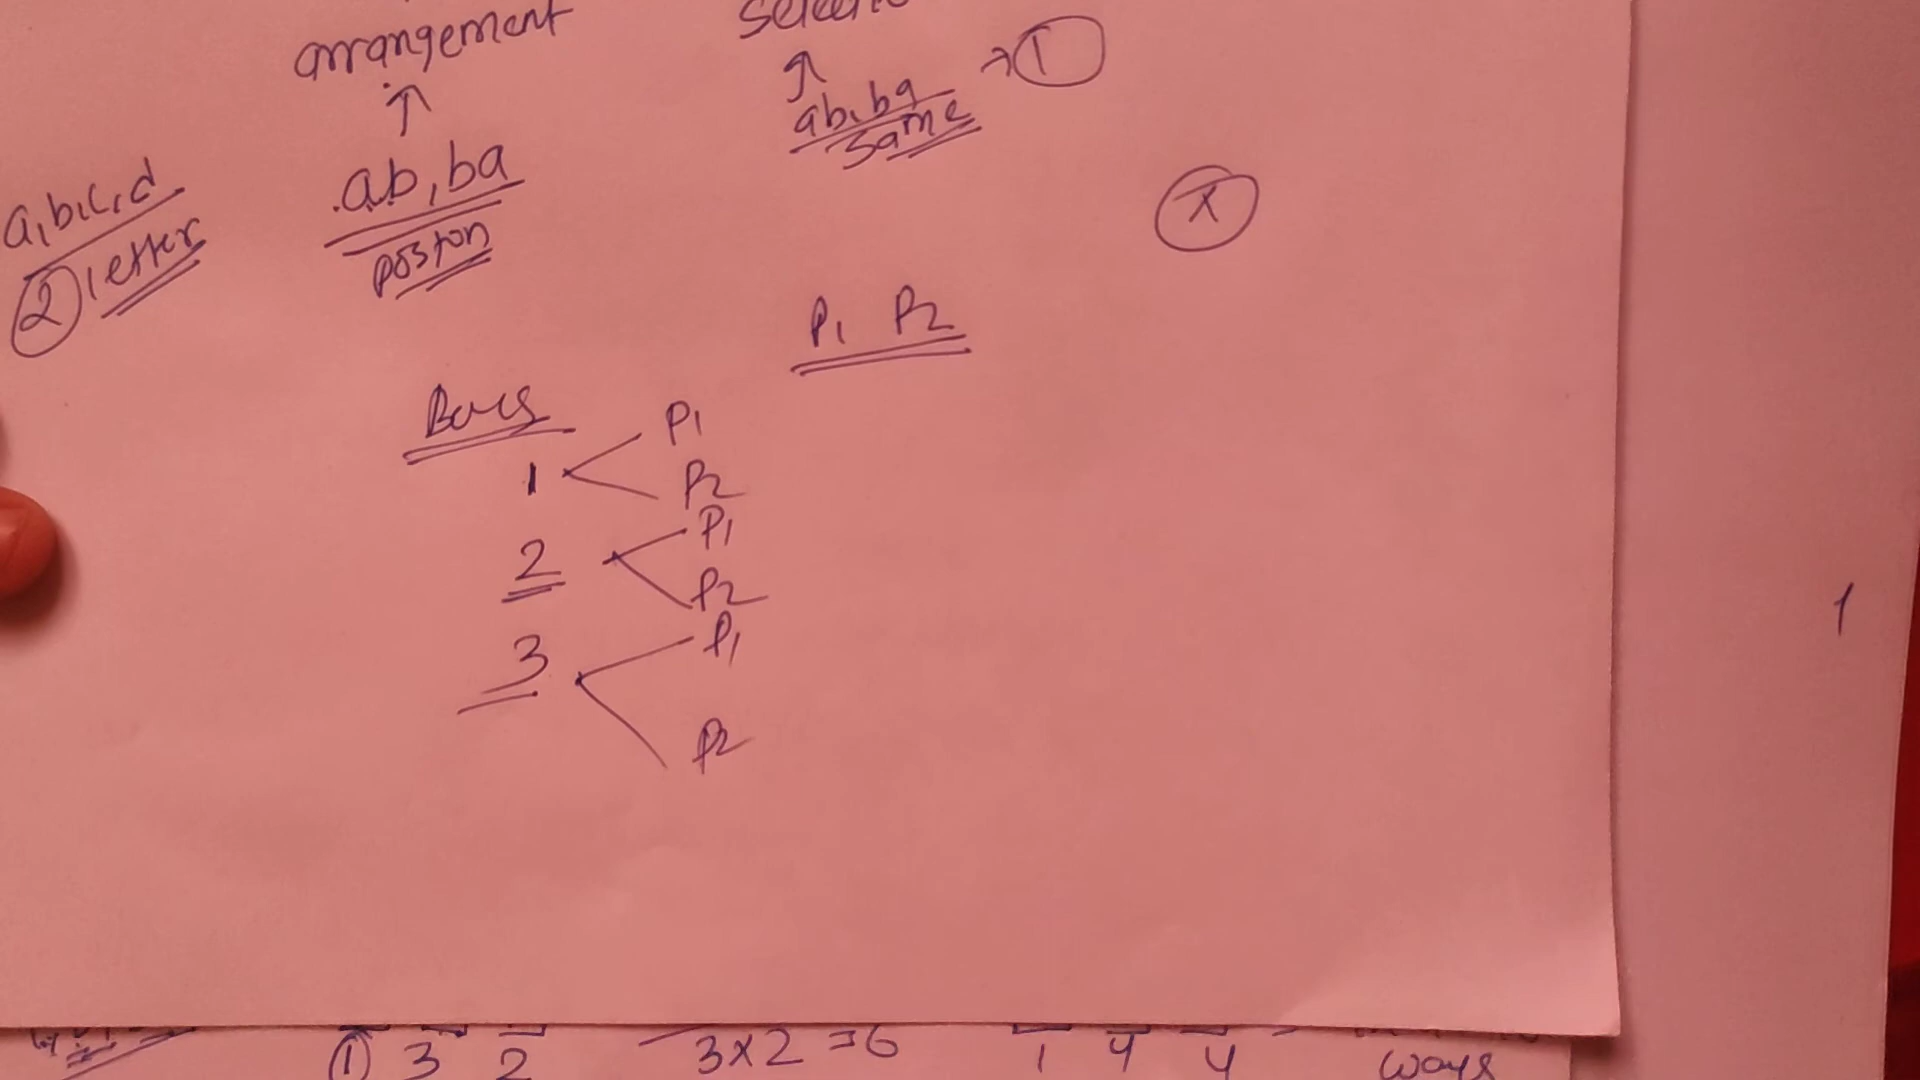 arrangement
ab, ba same → 1
a,b,c,d
2 letter
ab, ba
positon
x
P1 P2
Boys
1 P1
P2
2 P1
P2
3 P1
P2
1
1 3 2 3x2 = 6 1 4 4 ways